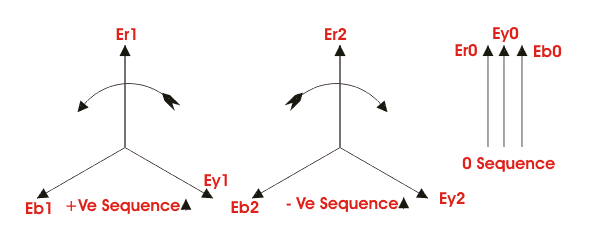 Er1
Er2
Ey0
Er0
Eb0
0 Sequence
Ey1
Eb1
+Ve Sequence
Eb2
- Ve Sequence
Ey2